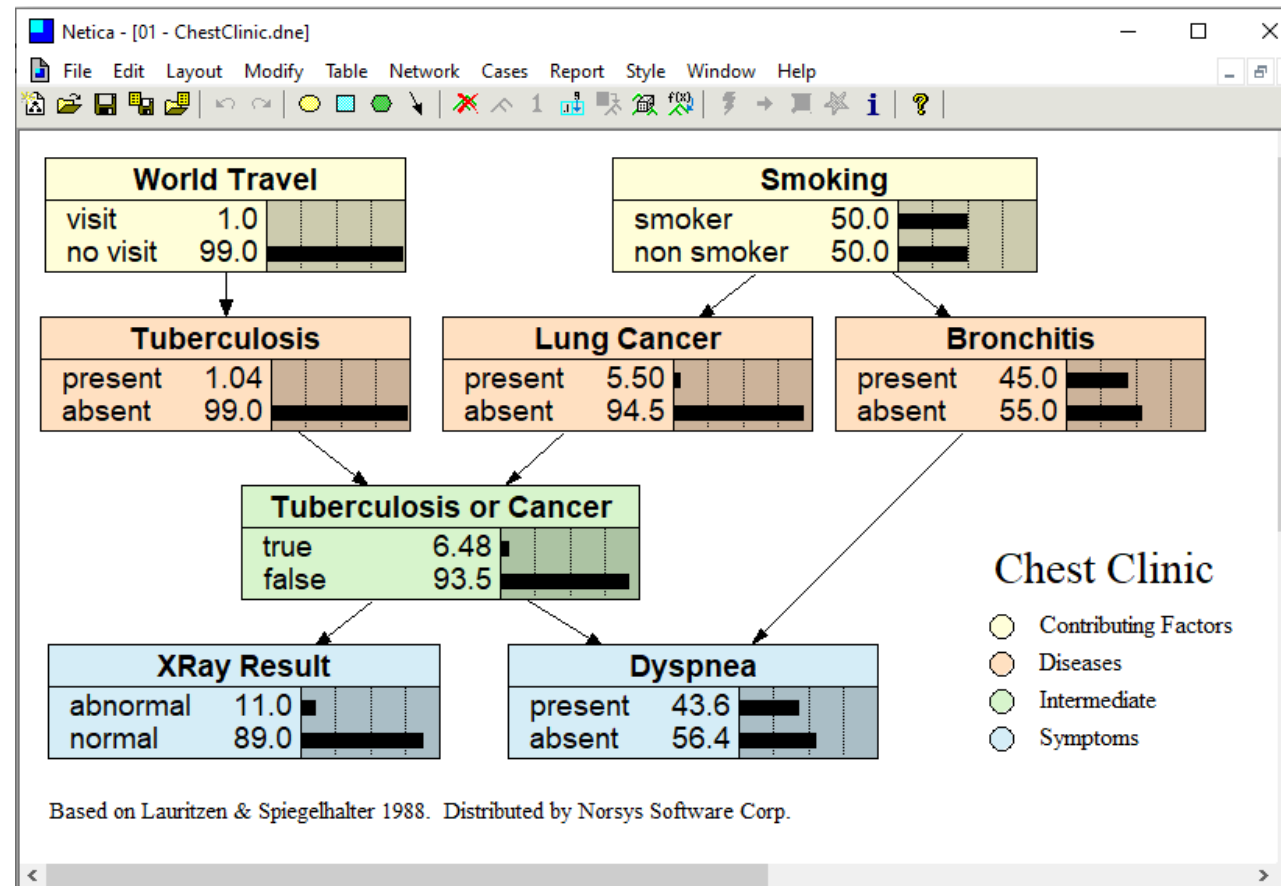 Netica - [01 - ChestClinic.dne]
File Edit Layout Modify Table Network Cases Report Style Window Help
1 f(x) i ?
World Travel
visit 1.0
no visit 99.0
Smoking
smoker 50.0
non smoker 50.0
Tuberculosis
present 1.04
absent 99.0
Lung Cancer
present 5.50
absent 94.5
Bronchitis
present 45.0
absent 55.0
Tuberculosis or Cancer
true 6.48
false 93.5
Chest Clinic
Contributing Factors
Diseases
Intermediate
Symptoms
XRay Result
abnormal 11.0
normal 89.0
Dyspnea
present 43.6
absent 56.4
Based on Lauritzen & Spiegelhalter 1988. Distributed by Norsys Software Corp.